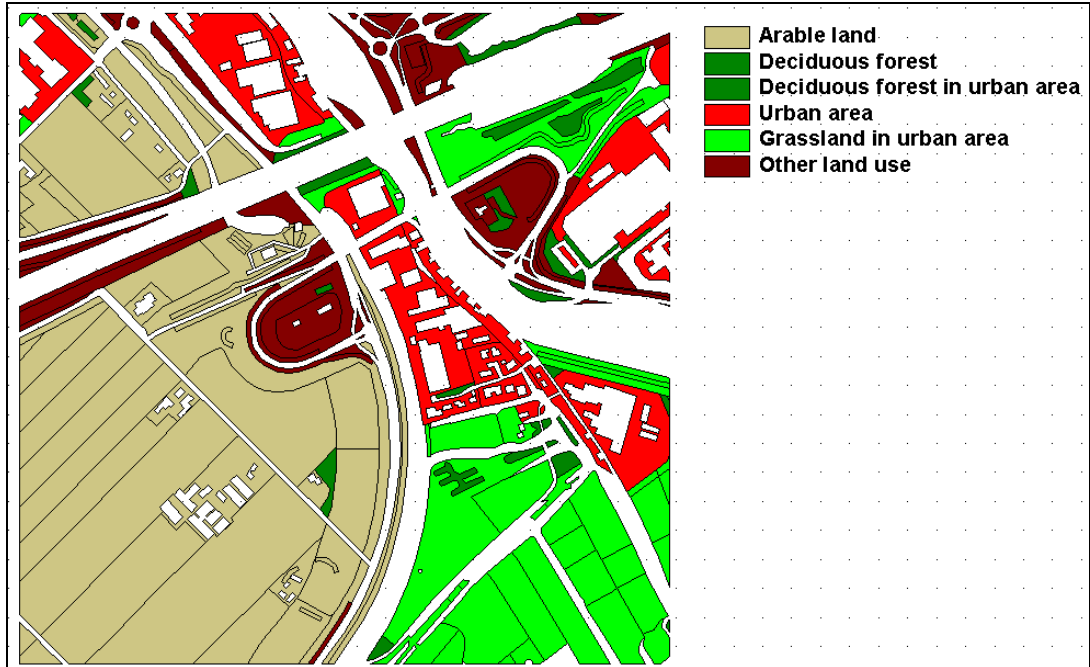 Arable land
Deciduous forest
Deciduous forest in urban area
Urban area
Grassland in urban area
Other land use